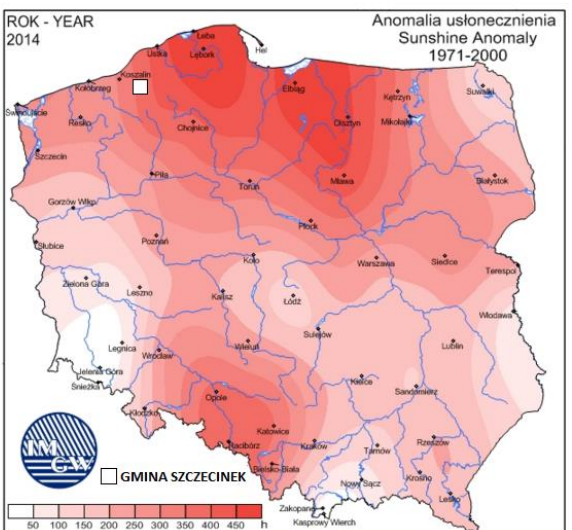 ROK - YEAR
2014
Anomalia usłonecznienia
Sunshine Anomaly
1971-2000
Łeba
Ustka
Lębork
Hel
Koszalin
Kołobrzeg
Elbląg
Kętrzyn
Suwałki
Świnoujście
Resko
Chojnice
Olsztyn
Mikołajki
Szczecin
Piła
Toruń
Mława
Białystok
Gorzów Wlkp.
Płock
Słubice
Poznań
Koło
Warszawa
Siedlce
Terespol
Zielona Góra
Leszno
Kalisz
Łódź
Włodawa
Sulejów
Legnica
Wrocław
Wieluń
Lublin
Jelenia Góra
Śnieżka
Kielce
Sandomierz
Opole
Kłodzko
Katowice
Racibórz
Kraków
Tarnów
Rzeszów
Bielsko-Biała
Nowy Sącz
Krosno
Lesko
Zakopane
Kasprowy Wierch
IM
GW
GMINA SZCZECINEK
50 100 150 200 250 300 350 400 450 h